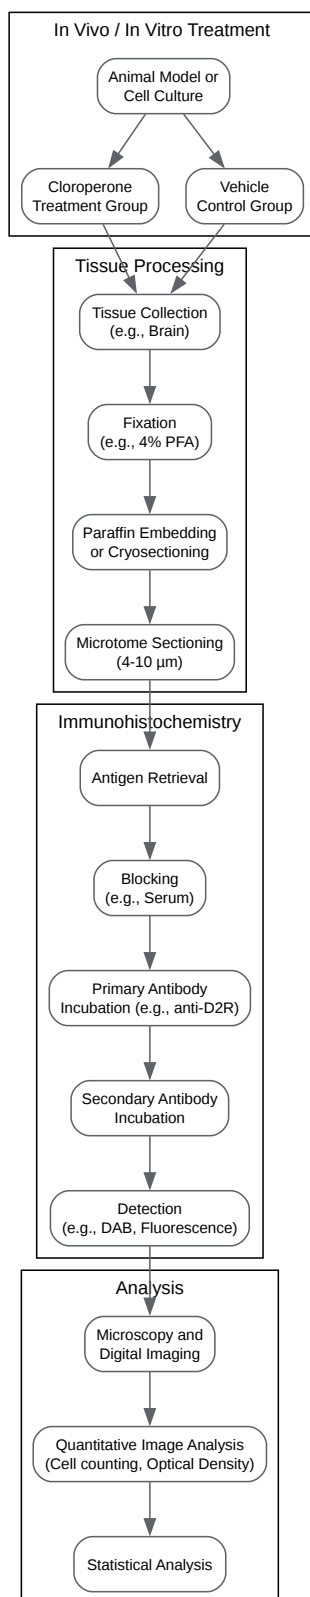 In Vivo / In Vitro Treatment
Animal Model or
Cell Culture
Cloroperone
Treatment Group
Vehicle
Control Group
Tissue Processing
Tissue Collection
(e.g., Brain)
Fixation
(e.g., 4% PFA)
Paraffin Embedding
or Cryosectioning
Microtome Sectioning
(4-10 µm)
Immunohistochemistry
Antigen Retrieval
Blocking
(e.g., Serum)
Primary Antibody
Incubation (e.g., anti-D2R)
Secondary Antibody
Incubation
Detection
(e.g., DAB, Fluorescence)
Analysis
Microscopy and
Digital Imaging
Quantitative Image Analysis
(Cell counting, Optical Density)
Statistical Analysis